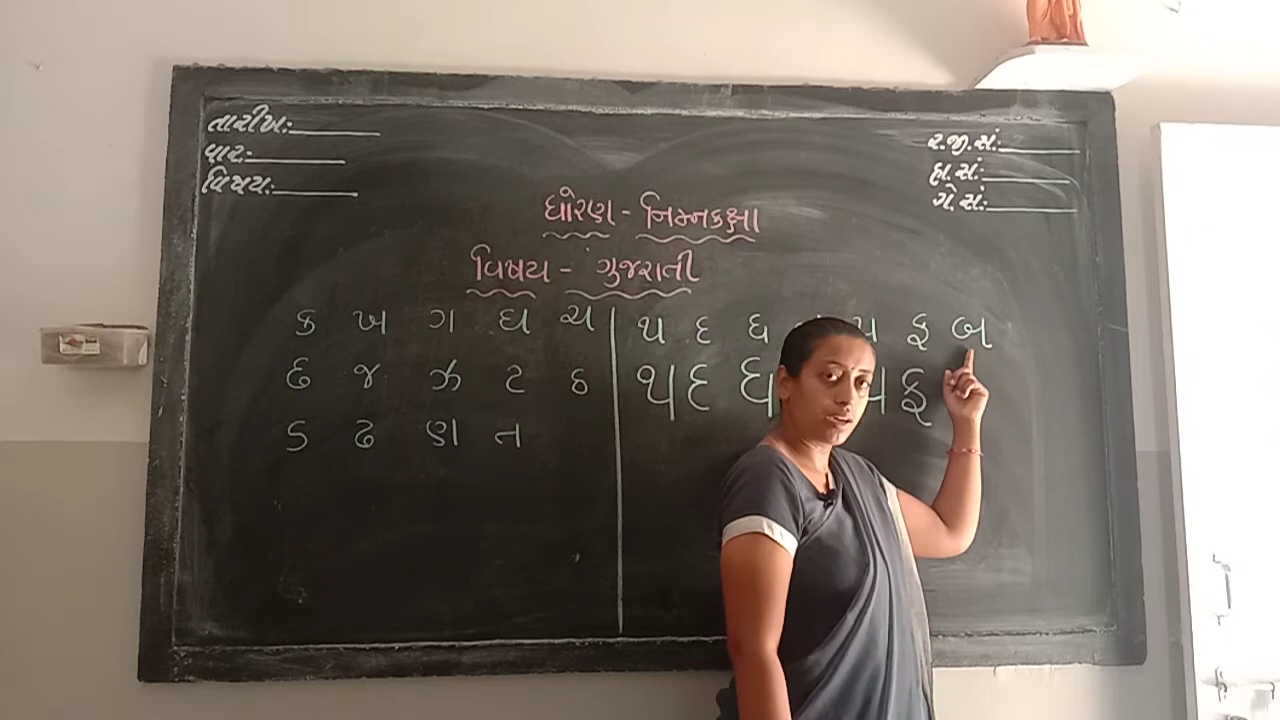 તારીખ:
વાર:
વિષય:
ર.જી.સં:
હા.સં:
ગે.સં:
ધોરણ - નિમ્નકક્ષા
વિષય - ગુજરાતી
ક ખ ગ ઘ ચ
છ જ ઝ ટ ઠ
ડ ઢ ણ ત
થ દ ધ પ ફ બ
થ દ ધ પ ફ